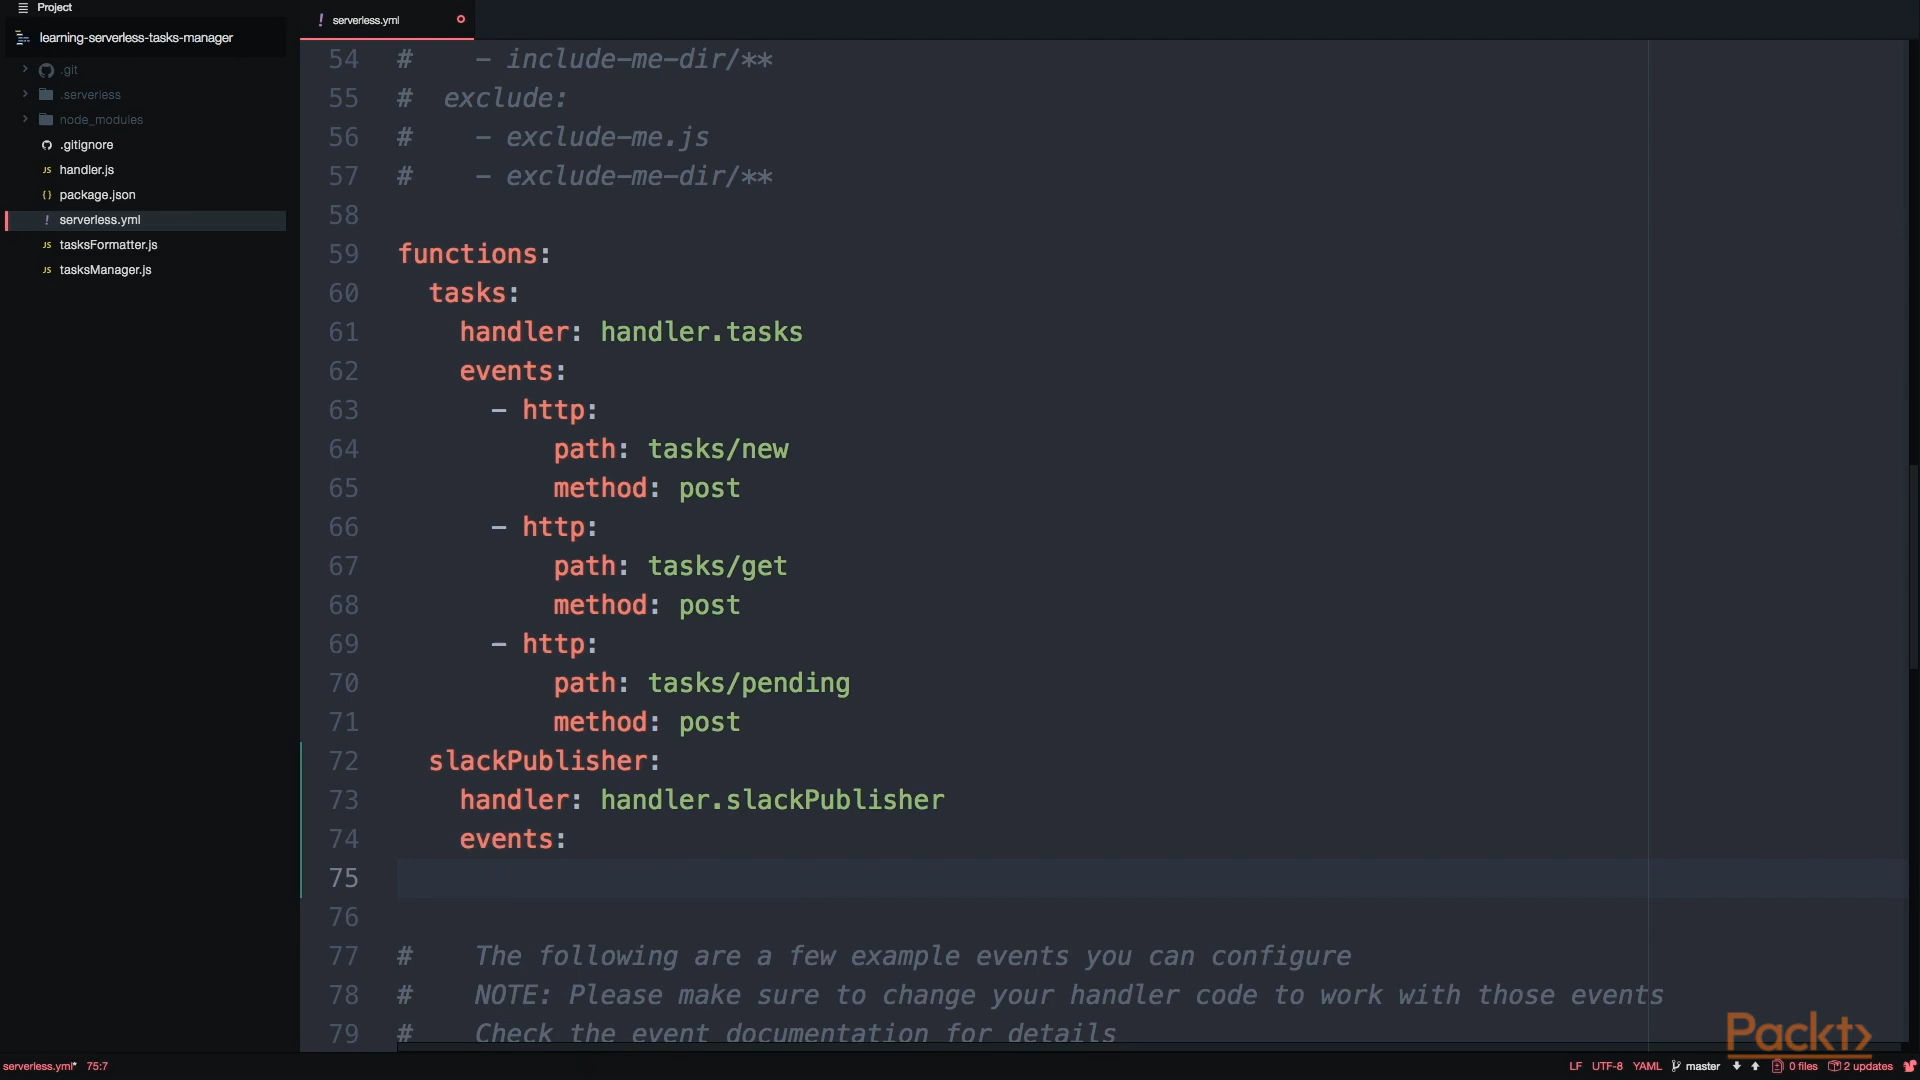 Project
learning-serverless-tasks-manager
.git
.serverless
node_modules
.gitignore
JS handler.js
{} package.json
! serverless.yml
JS tasksFormatter.js
JS tasksManager.js
! serverless.yml
54 #    - include-me-dir/**
55 #  exclude:
56 #    - exclude-me.js
57 #    - exclude-me-dir/**
58
59 functions:
60   tasks:
61     handler: handler.tasks
62     events:
63       - http:
64           path: tasks/new
65           method: post
66       - http:
67           path: tasks/get
68           method: post
69       - http:
70           path: tasks/pending
71           method: post
72   slackPublisher:
73     handler: handler.slackPublisher
74     events:
75
76
77 #    The following are a few example events you can configure
78 #    NOTE: Please make sure to change your handler code to work with those events
79 #    Check the event documentation for details
Packt>
serverless.yml* 75:7
LF UTF-8 YAML master 0 files 2 updates